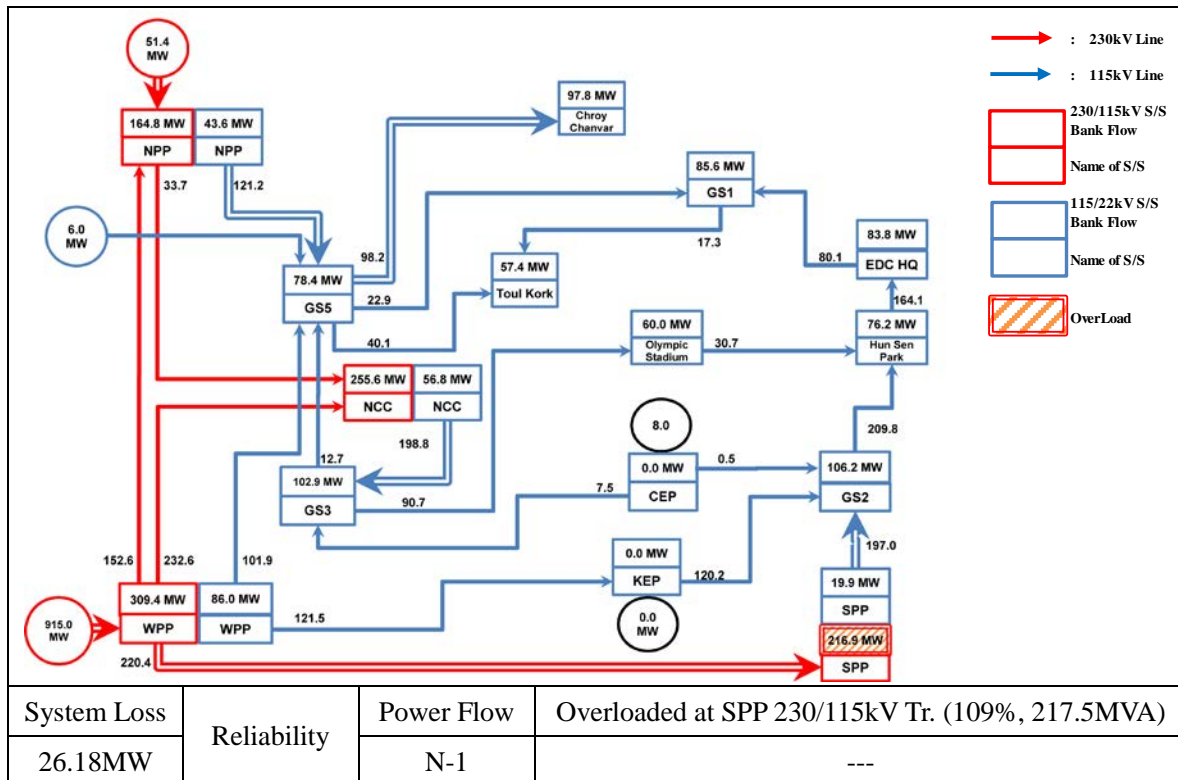 51.4
MW
164.8 MW
NPP
43.6 MW
NPP
33.7
121.2
6.0
MW
97.8 MW
Chroy
Chanvar
85.6 MW
GS1
17.3
83.8 MW
EDC HQ
80.1
164.1
98.2
78.4 MW
GS5
22.9
40.1
57.4 MW
Toul Kork
60.0 MW
Olympic
Stadium
30.7
76.2 MW
Hun Sen
Park
255.6 MW
NCC
56.8 MW
NCC
198.8
12.7
102.9 MW
GS3
90.7
8.0
0.0 MW
CEP
0.5
7.5
209.8
106.2 MW
GS2
197.0
152.6
232.6
101.9
0.0 MW
KEP
120.2
0.0
MW
915.0
MW
309.4 MW
WPP
86.0 MW
WPP
121.5
220.4
19.9 MW
SPP
216.9 MW
SPP
: 230kV Line
: 115kV Line
230/115kV S/S
Bank Flow
Name of S/S
115/22kV S/S
Bank Flow
Name of S/S
OverLoad
System Loss
26.18MW
Reliability
Power Flow
Overloaded at SPP 230/115kV Tr. (109%, 217.5MVA)
N-1
---